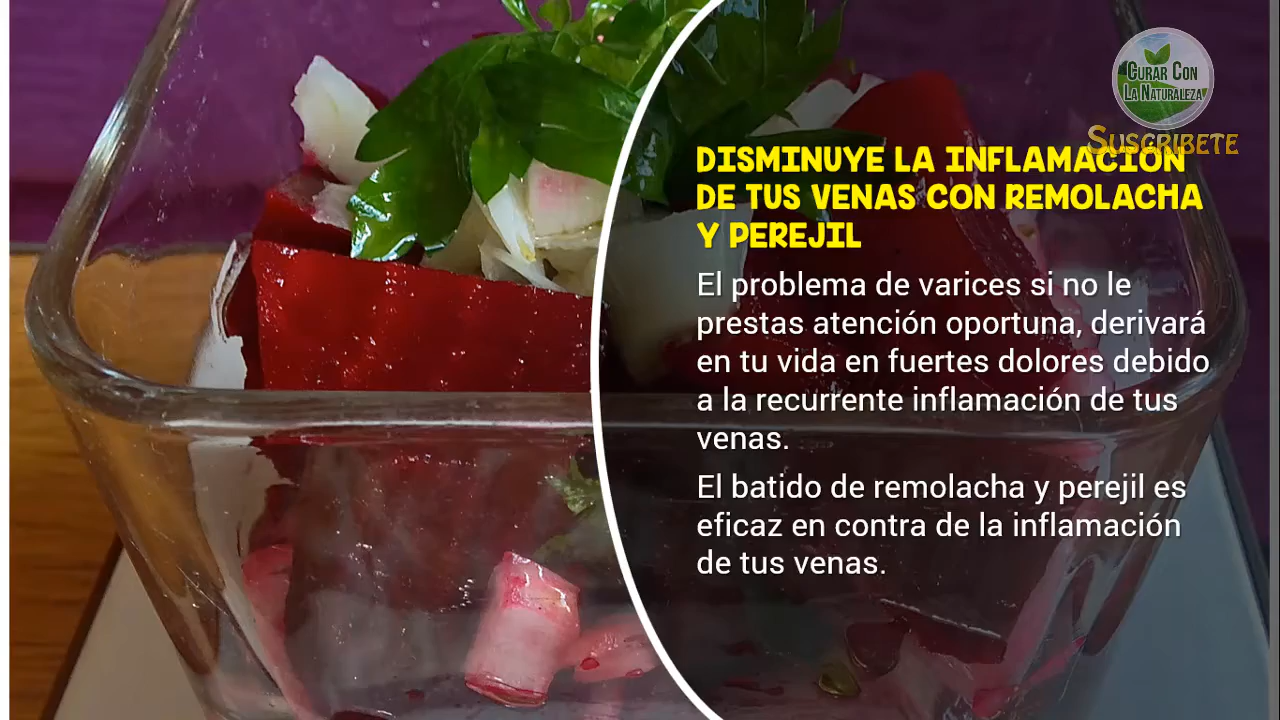 CURAR CON
LA NATURALEZA
SUSCRIBETE
DISMINUYE LA INFLAMACIÓN
DE TUS VENAS CON REMOLACHA
Y PEREJIL
El problema de varices si no le
prestas atención oportuna, derivará
en tu vida en fuertes dolores debido
a la recurrente inflamación de tus
venas.
El batido de remolacha y perejil es
eficaz en contra de la inflamación
de tus venas.